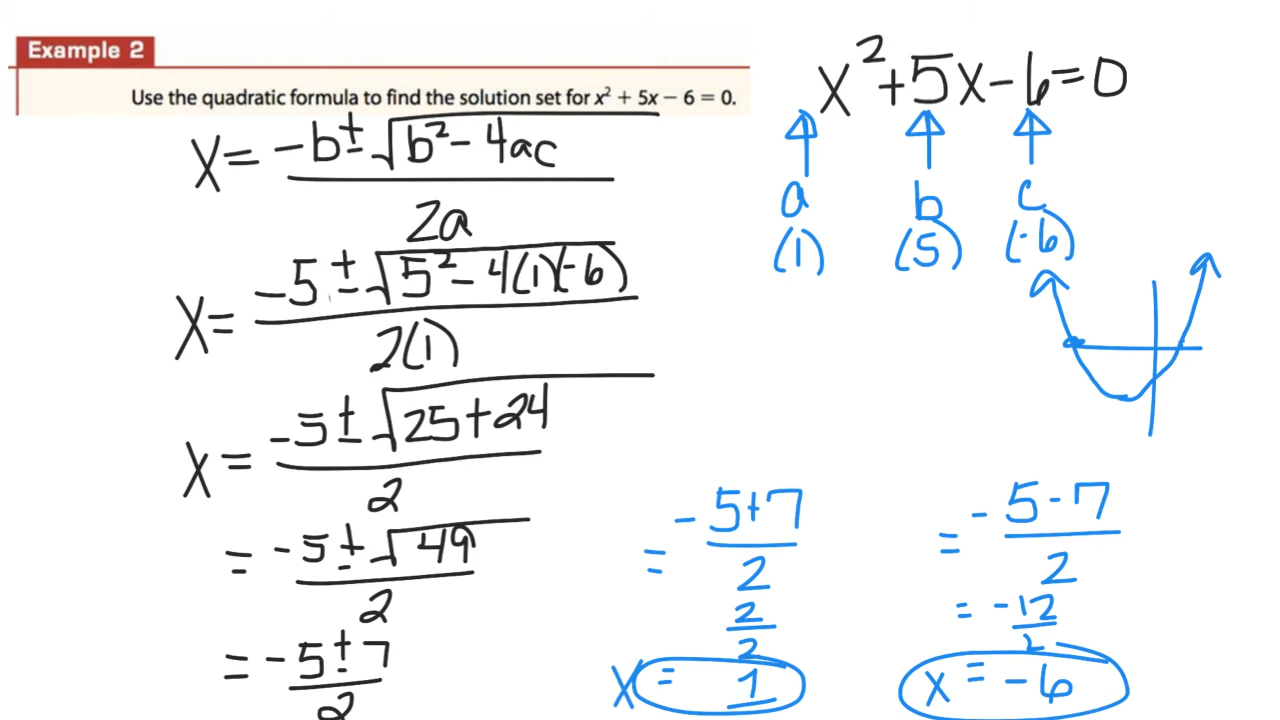 Example 2
Use the quadratic formula to find the solution set for x² + 5x − 6 = 0.
x² + 5x − 6 = 0
a b c
(1) (5) (-6)
X = -b ± √(b² − 4ac)
2a
X = -5 ± √(5² − 4(1)(-6))
2(1)
X = -5 ± √(25 + 24)
2
= -5 ± √49
2
= -5 ± 7
2
= -5+7
2
2
2
X = 1
= -5-7
2
= -12
2
X = -6